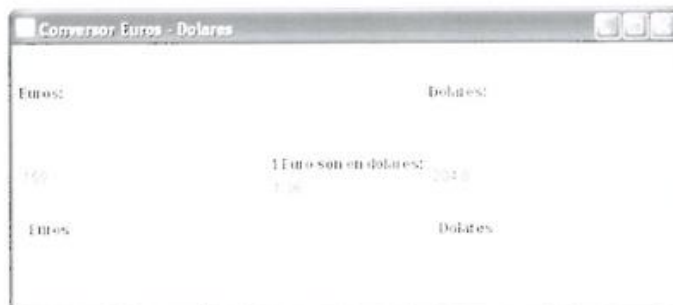 Conversor Euros - Dolares
Euros:
Dolares:
1 Euro son en dolares:
Euros
Dolares